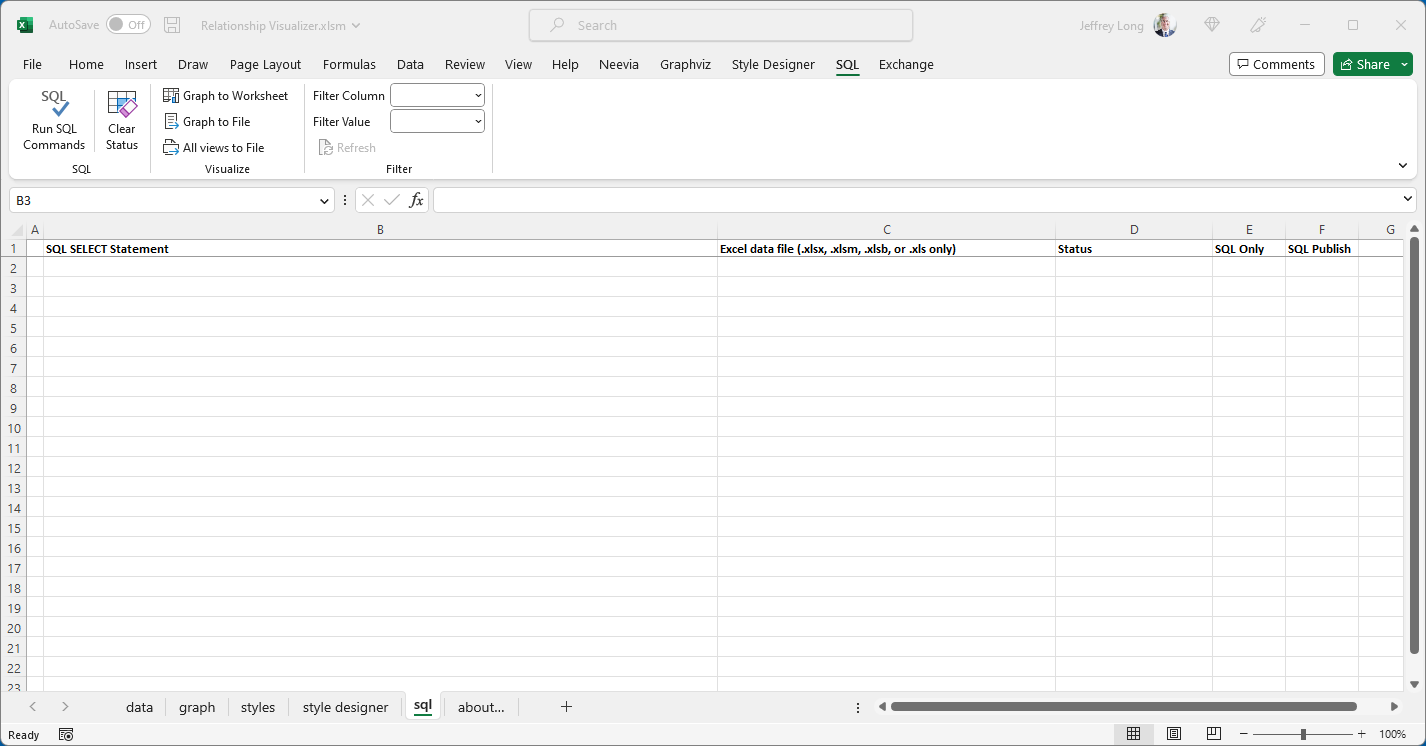 AutoSave Off Relationship Visualizer.xlsm Search Jeffrey Long
File Home Insert Draw Page Layout Formulas Data Review View Help Neevia Graphviz Style Designer SQL Exchange Comments Share
SQL
Run SQL
Commands
Clear
Status
SQL
Graph to Worksheet
Graph to File
All views to File
Visualize
Filter Column
Filter Value
Refresh
Filter
B3 fx
A B C D E F G
1 SQL SELECT Statement Excel data file (.xlsx, .xlsm, .xlsb, or .xls only) Status SQL Only SQL Publish
2
3
4
5
6
7
8
9
10
11
12
13
14
15
16
17
18
19
20
21
22
23
data graph styles style designer sql about... +
Ready 100%